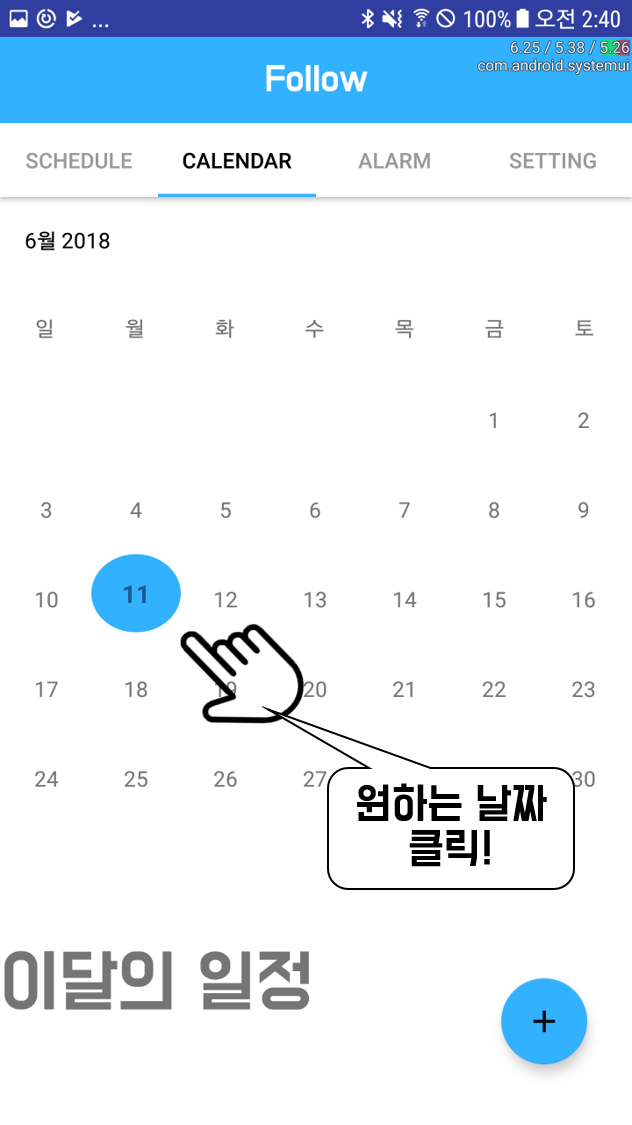 ... 100% 오전 2:40
6.25 / 5.38 / 5.26
com.android.systemui
Follow
SCHEDULE CALENDAR ALARM SETTING
6월 2018
일 월 화 수 목 금 토
1 2
3 4 5 6 7 8 9
10 11 12 13 14 15 16
17 18 19 20 21 22 23
24 25 26 27 30
원하는 날짜
클릭!
이달의 일정
+